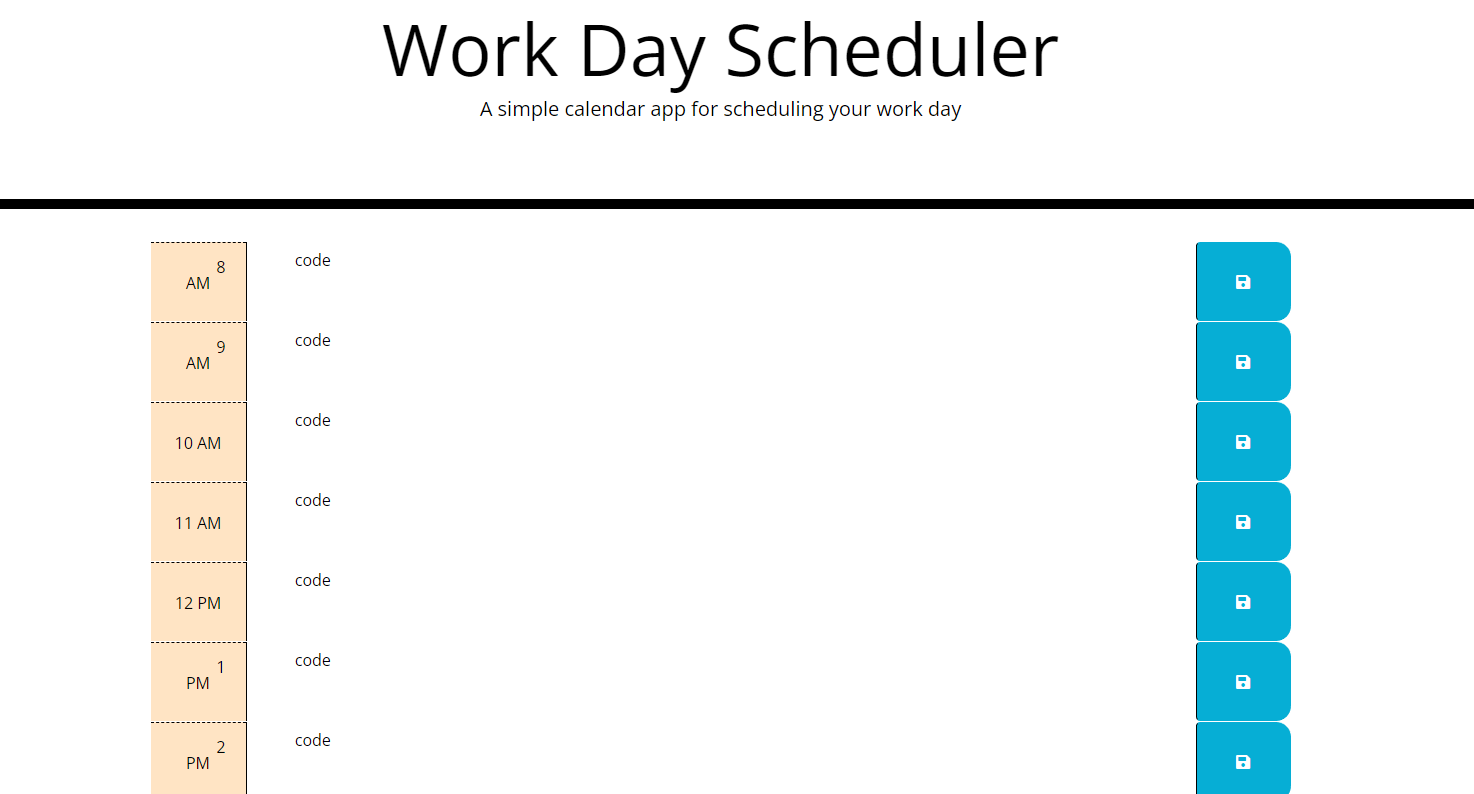 Work Day Scheduler
A simple calendar app for scheduling your work day
8
AM
code
9
AM
code
10 AM
code
11 AM
code
12 PM
code
1
PM
code
2
PM
code